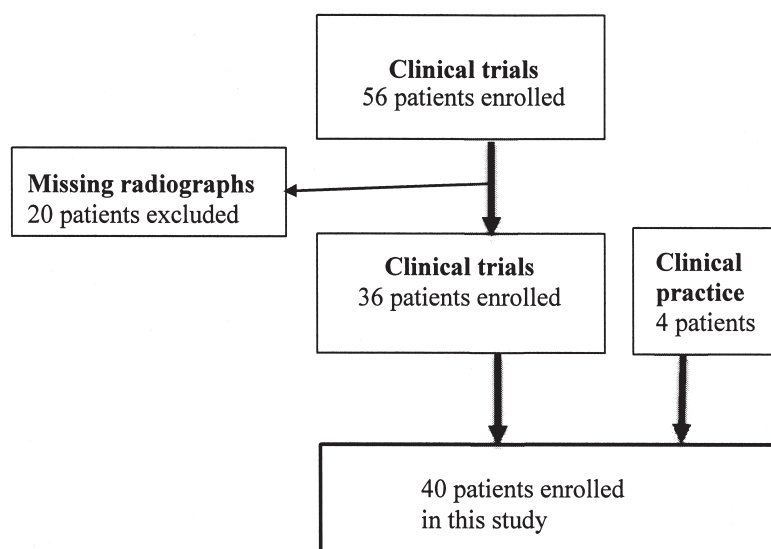 Clinical trials
56 patients enrolled
Missing radiographs
20 patients excluded
Clinical trials
36 patients enrolled
Clinical
practice
4 patients
40 patients enrolled
in this study